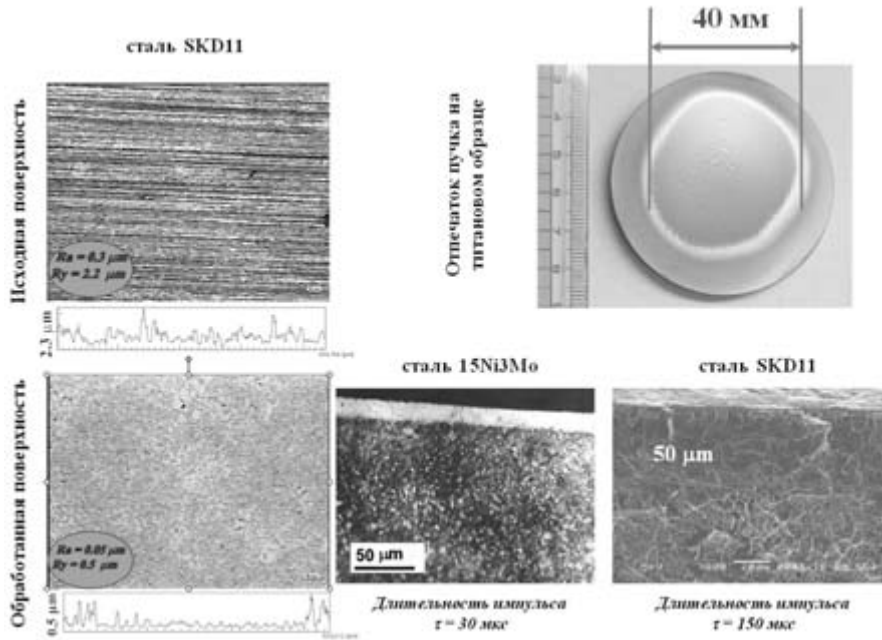 сталь SKD11
40 мм
Исходная поверхность
Ra = 0.3 μm
Ry = 2.2 μm
2.3 μm
Отпечаток пучка на
титановом образце
Обработанная поверхность
Ra = 0.05 μm
Ry = 0.5 μm
0.5 μm
сталь 15Ni3Mo
50 μm
Длительность импульса
τ = 30 мкс
сталь SKD11
50 μm
Длительность импульса
τ = 150 мкс